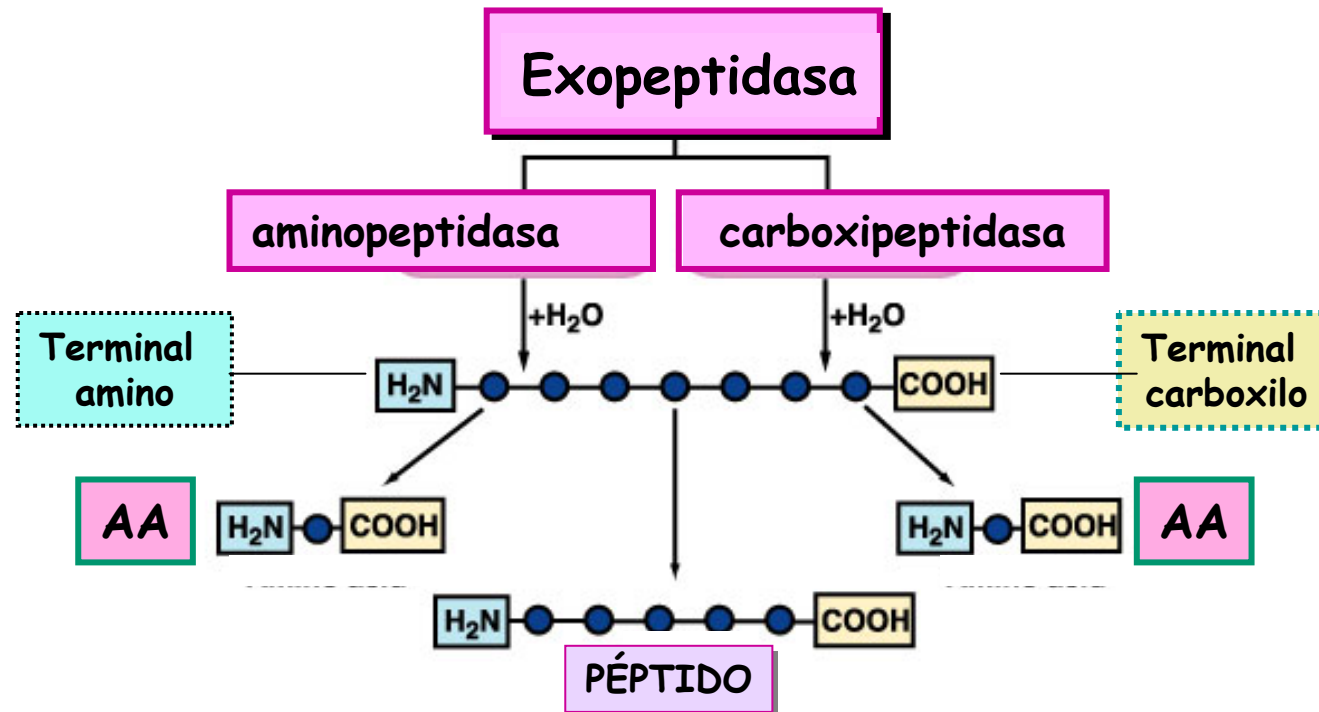 Exopeptidasa
aminopeptidasa
carboxipeptidasa
+H₂O
+H₂O
Terminal
amino
H₂N
COOH
Terminal
carboxilo
AA
H₂N
COOH
H₂N
COOH
AA
H₂N
COOH
PÉPTIDO